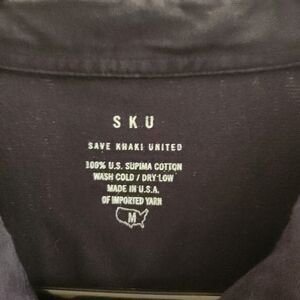 SKU
SAVE KHAKI UNITED
100% U.S. SUPIMA COTTON
WASH COLD / DRY LOW
MADE IN U.S.A.
OF IMPORTED YARN
M